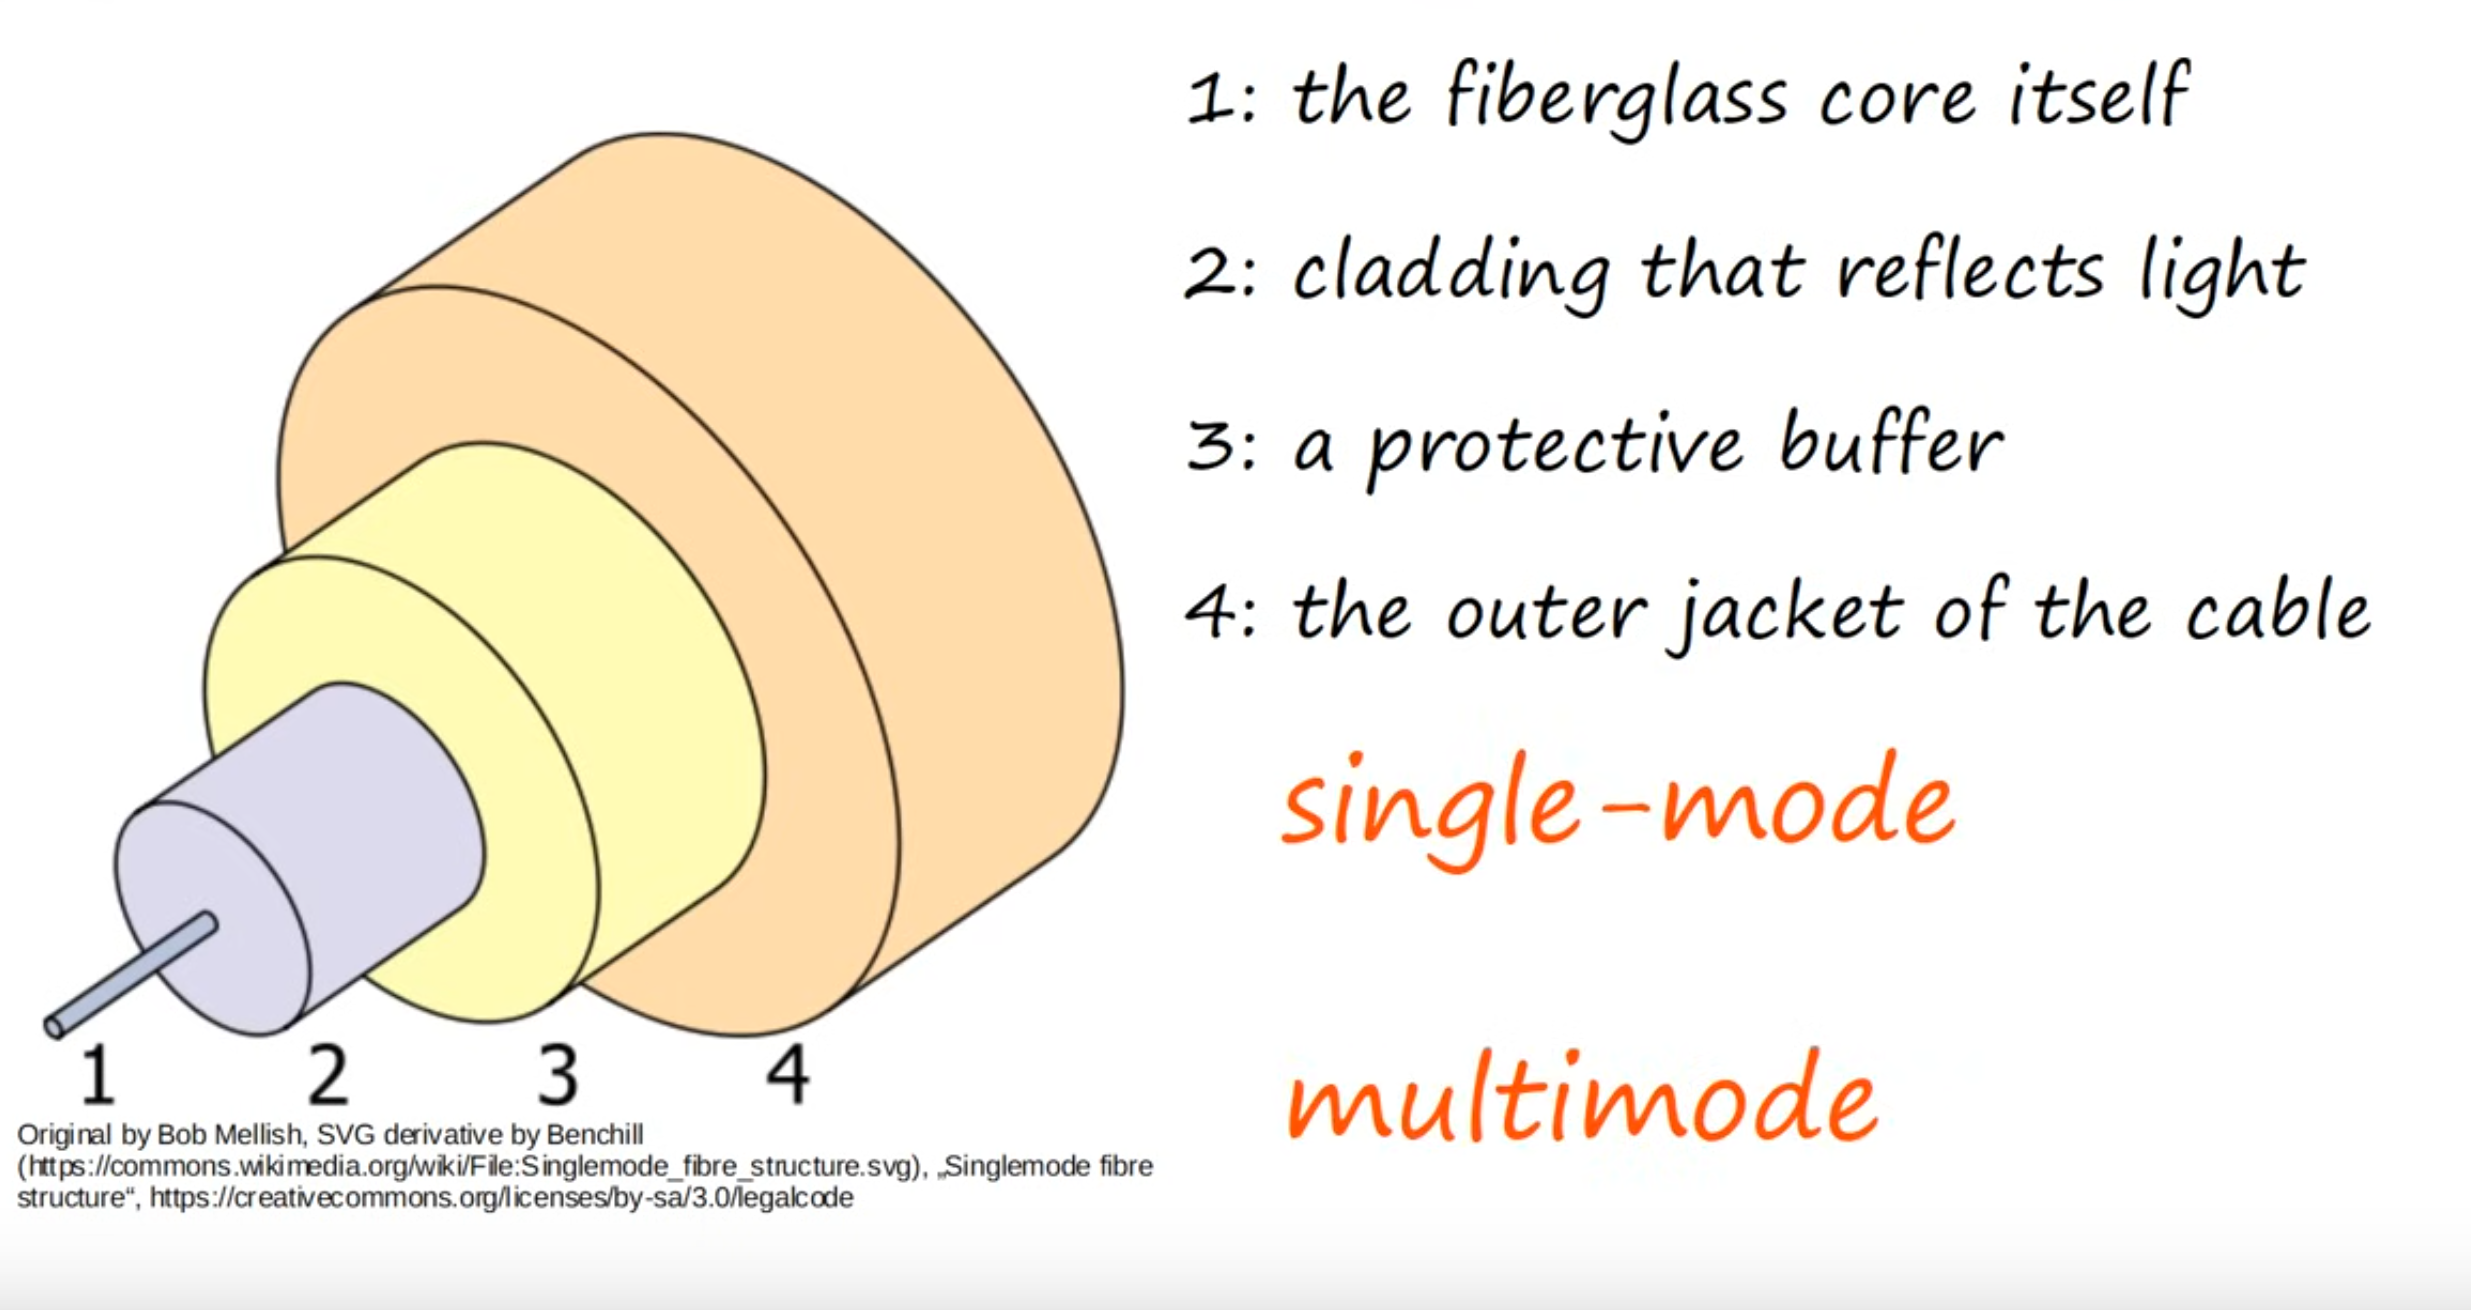 1: the fiberglass core itself
2: cladding that reflects light
3: a protective buffer
4: the outer jacket of the cable
single-mode
multimode
1 2 3 4
Original by Bob Mellish, SVG derivative by Benchill
(https://commons.wikimedia.org/wiki/File:Singlemode_fibre_structure.svg), „Singlemode fibre
structure“, https://creativecommons.org/licenses/by-sa/3.0/legalcode